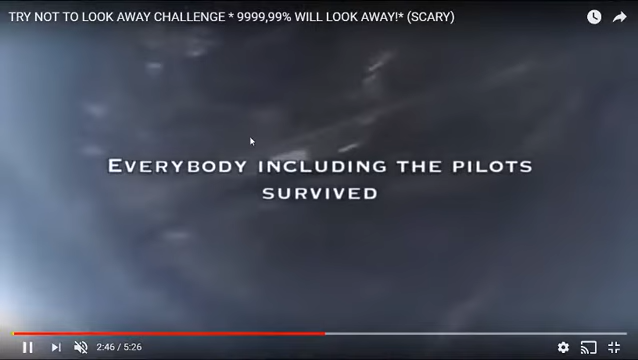 TRY NOT TO LOOK AWAY CHALLENGE * 9999,99% WILL LOOK AWAY!* (SCARY)
EVERYBODY INCLUDING THE PILOTS
SURVIVED
2:46 / 5:26